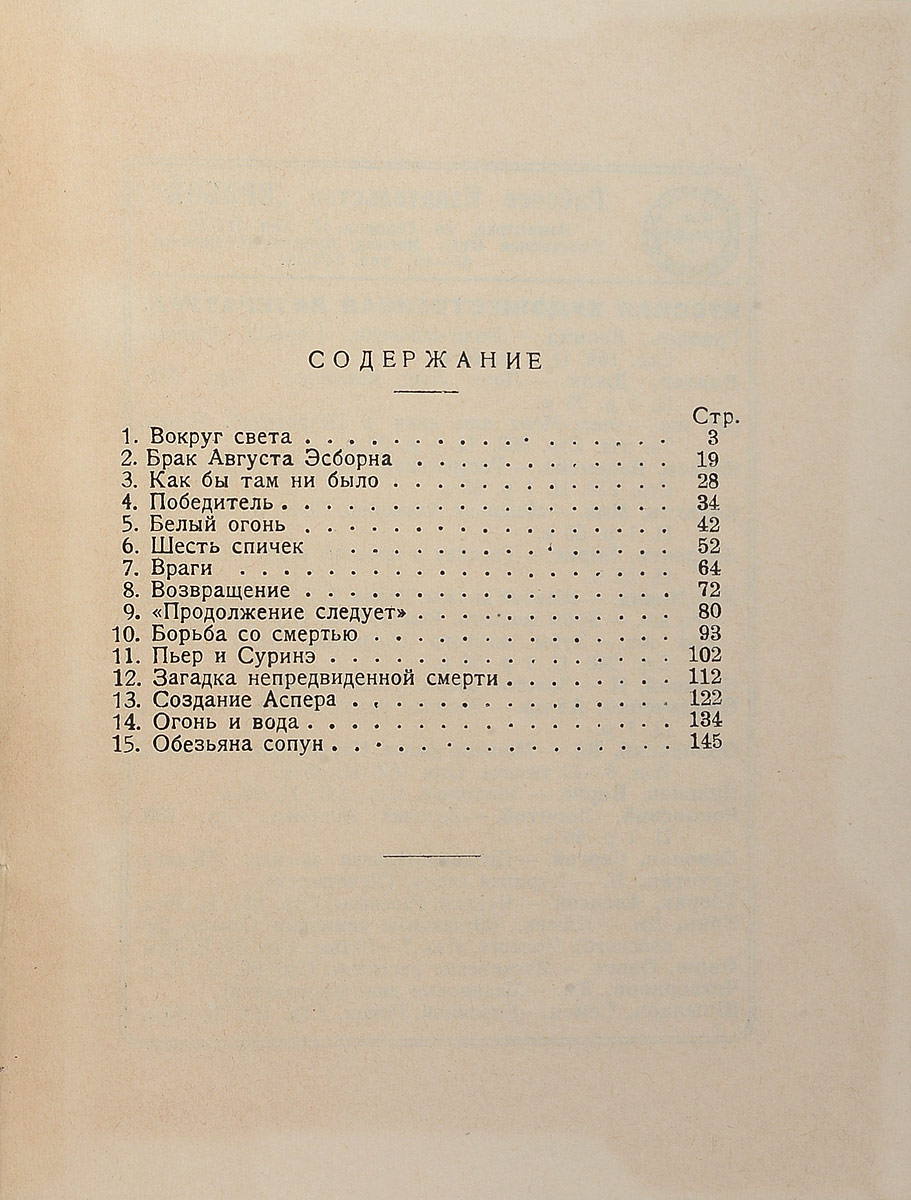 СОДЕРЖАНИЕ
Стр.
1. Вокруг света . . . . . . . . . . . . . . . . . 3
2. Брак Августа Эсборна . . . . . . . . . . . . 19
3. Как бы там ни было . . . . . . . . . . . . . 28
4. Победитель . . . . . . . . . . . . . . . . . . 34
5. Белый огонь . . . . . . . . . . . . . . . . . 42
6. Шесть спичек . . . . . . . . . . . . . . . 52
7. Враги . . . . . . . . . . . . . . . . . . . . 64
8. Возвращение . . . . . . . . . . . . . . . . . 72
9. «Продолжение следует» . . . . . . . . . . . . 80
10. Борьба со смертью . . . . . . . . . . . . . . 93
11. Пьер и Суринэ . . . . . . . . . . . . . . . . 102
12. Загадка непредвиденной смерти . . . . . . . . 112
13. Создание Аспера . . . . . . . . . . . . . . . 122
14. Огонь и вода . . . . . . . . . . . . . . . . . 134
15. Обезьяна сопун . . . . . . . . . . . . . . . . 145